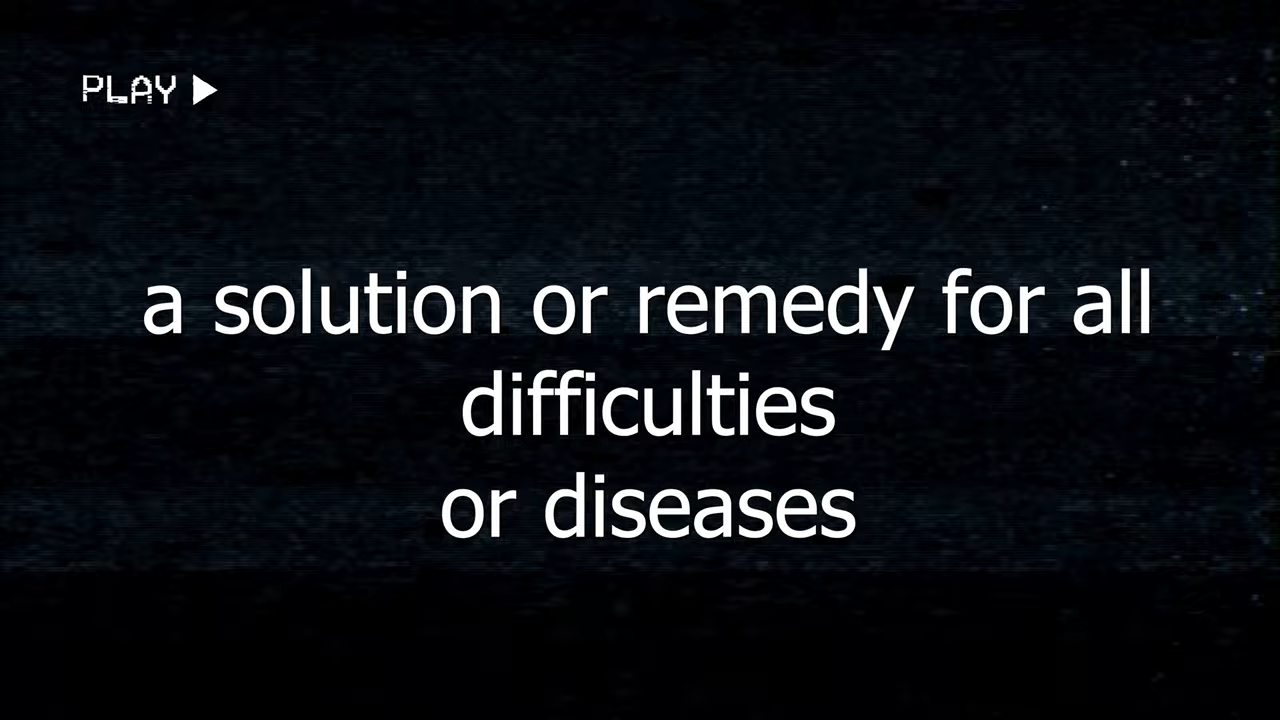 PLAY
a solution or remedy for all
difficulties
or diseases